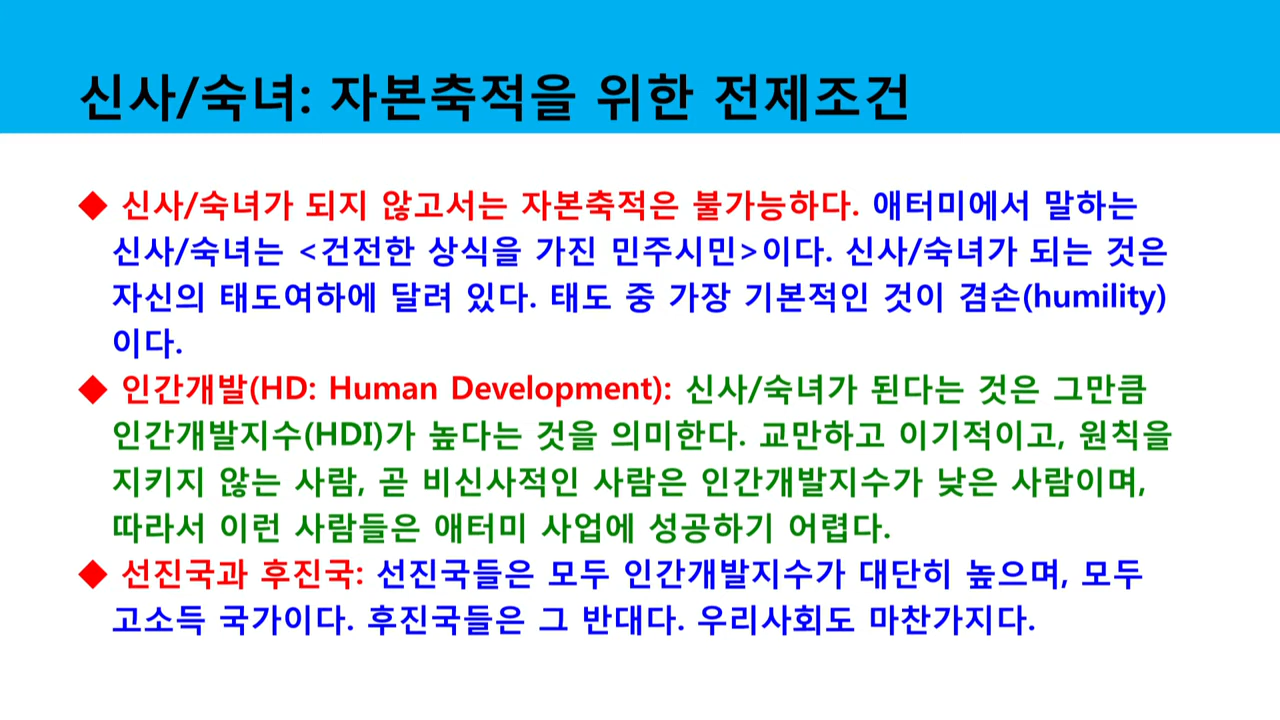 신사/숙녀: 자본축적을 위한 전제조건
◆ 신사/숙녀가 되지 않고서는 자본축적은 불가능하다. 애터미에서 말하는
신사/숙녀는 <건전한 상식을 가진 민주시민>이다. 신사/숙녀가 되는 것은
자신의 태도여하에 달려 있다. 태도 중 가장 기본적인 것이 겸손(humility)
이다.
◆ 인간개발(HD: Human Development): 신사/숙녀가 된다는 것은 그만큼
인간개발지수(HDI)가 높다는 것을 의미한다. 교만하고 이기적이고, 원칙을
지키지 않는 사람, 곧 비신사적인 사람은 인간개발지수가 낮은 사람이며,
따라서 이런 사람들은 애터미 사업에 성공하기 어렵다.
◆ 선진국과 후진국: 선진국들은 모두 인간개발지수가 대단히 높으며, 모두
고소득 국가이다. 후진국들은 그 반대다. 우리사회도 마찬가지다.